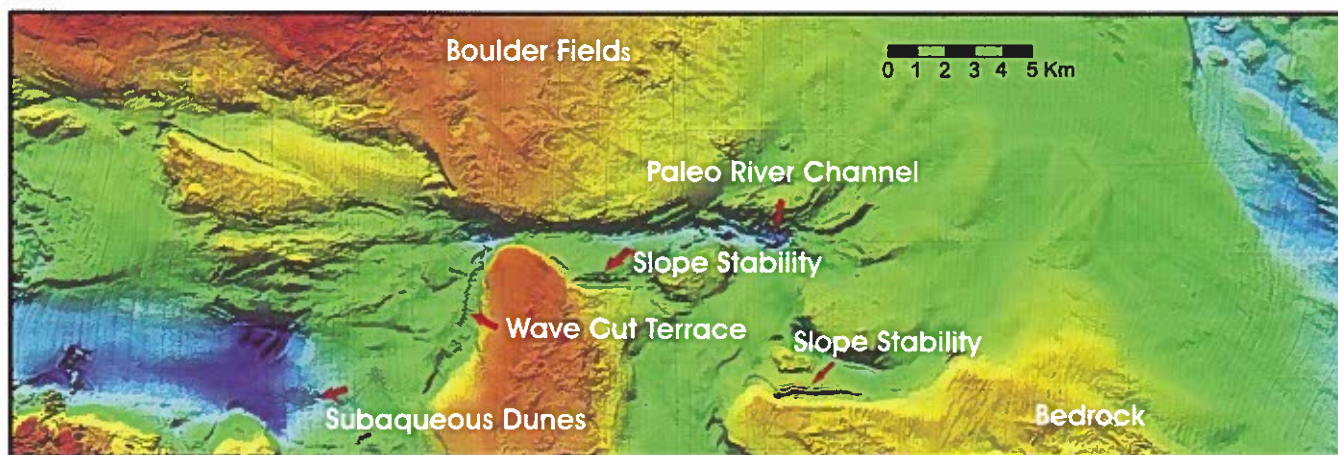 Boulder Fields
0 1 2 3 4 5 Km
Paleo River Channel
Slope Stability
Wave Cut Terrace
Slope Stability
Subaqueous Dunes
Bedrock